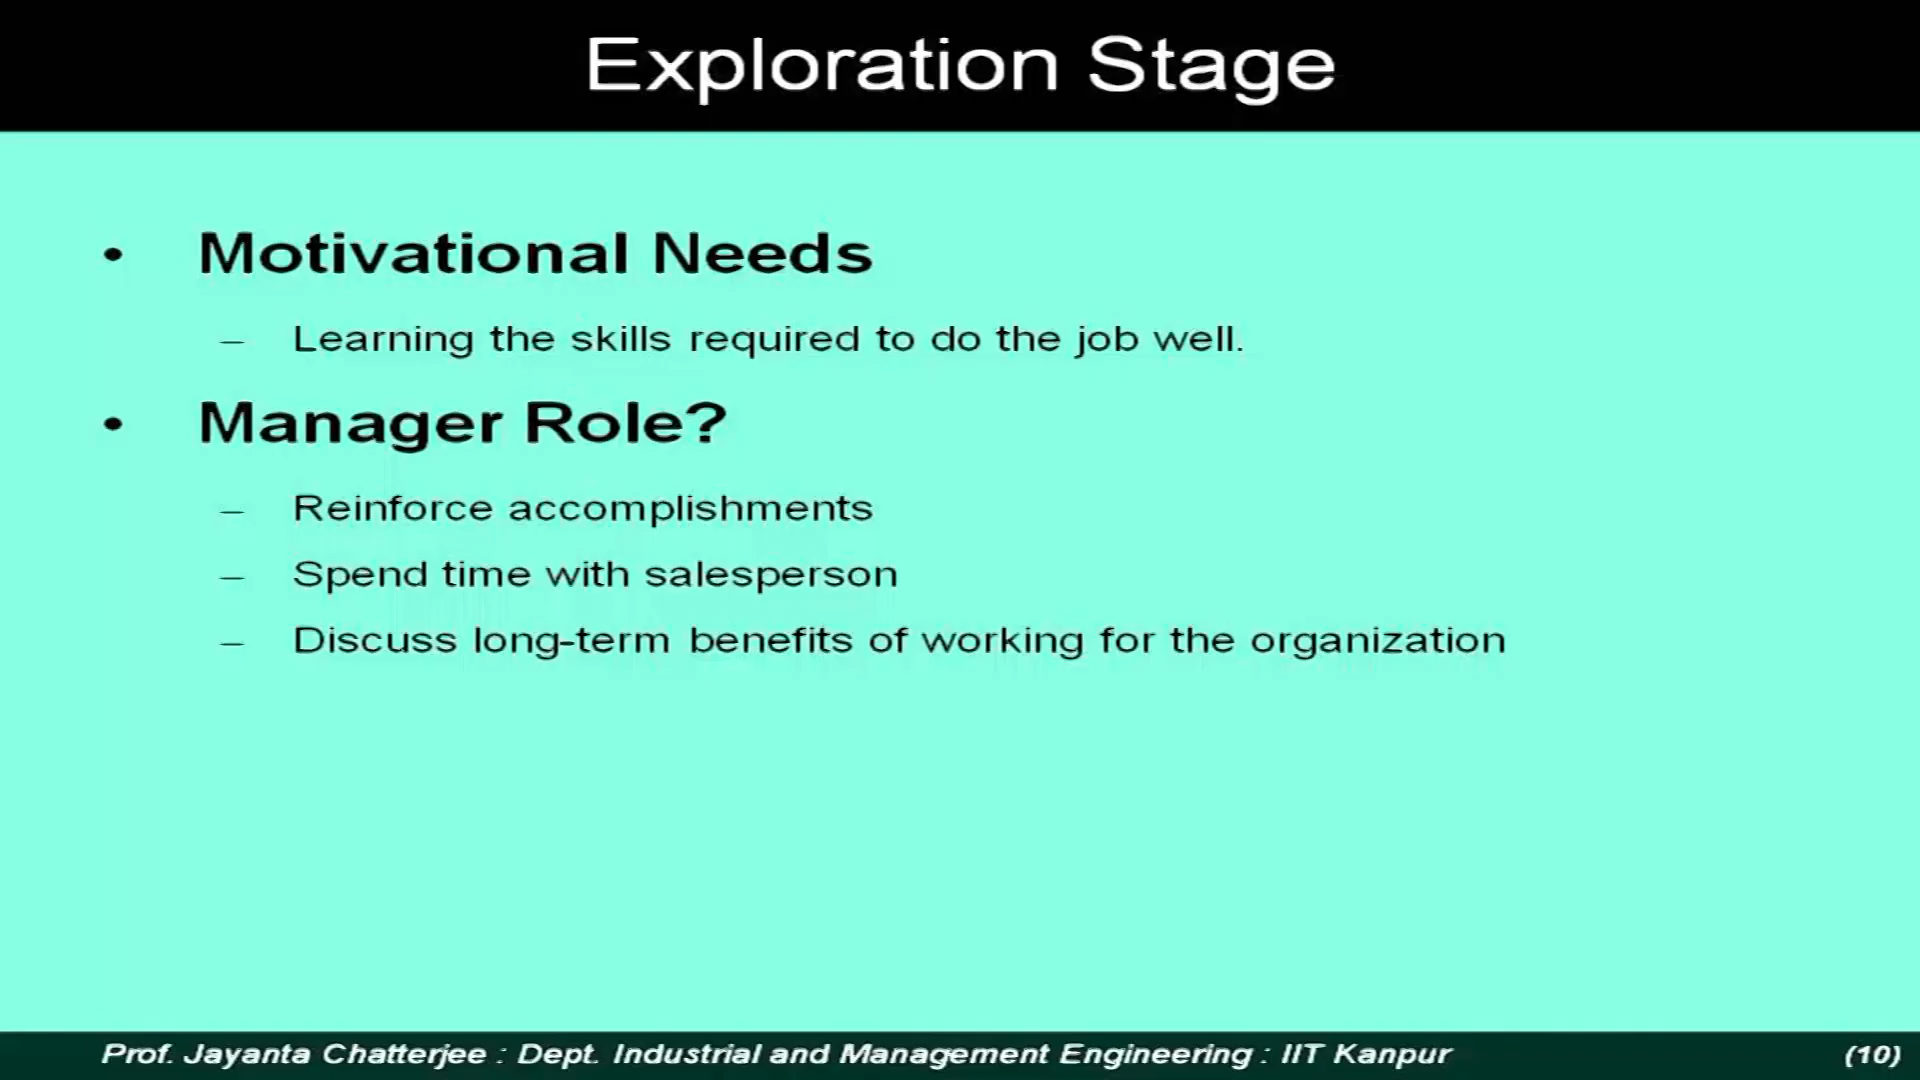 Exploration Stage
• Motivational Needs
– Learning the skills required to do the job well.
• Manager Role?
– Reinforce accomplishments
– Spend time with salesperson
– Discuss long-term benefits of working for the organization
Prof. Jayanta Chatterjee : Dept. Industrial and Management Engineering : IIT Kanpur (10)